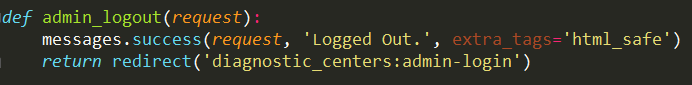 def admin_logout(request):
    messages.success(request, 'Logged Out.', extra_tags='html_safe')
    return redirect('diagnostic_centers:admin-login')